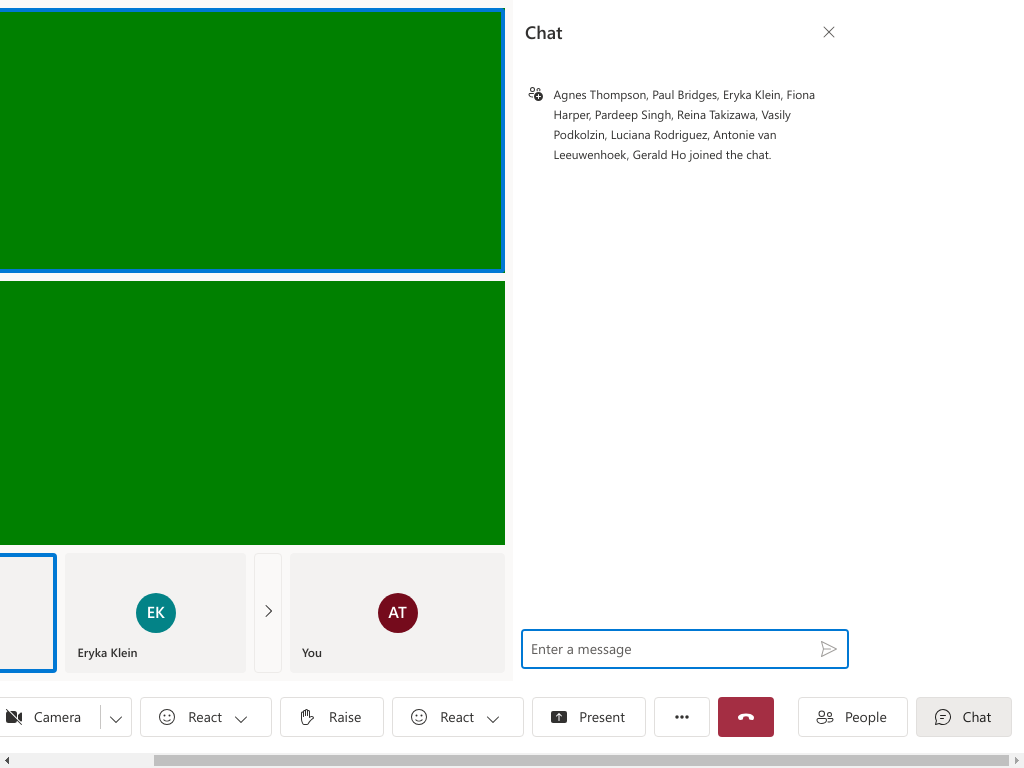 Chat
Agnes Thompson, Paul Bridges, Eryka Klein, Fiona
Harper, Pardeep Singh, Reina Takizawa, Vasily
Podkolzin, Luciana Rodriguez, Antonie van
Leeuwenhoek, Gerald Ho joined the chat.
EK
Eryka Klein
AT
You
Enter a message
Camera
React
Raise
React
Present
People
Chat